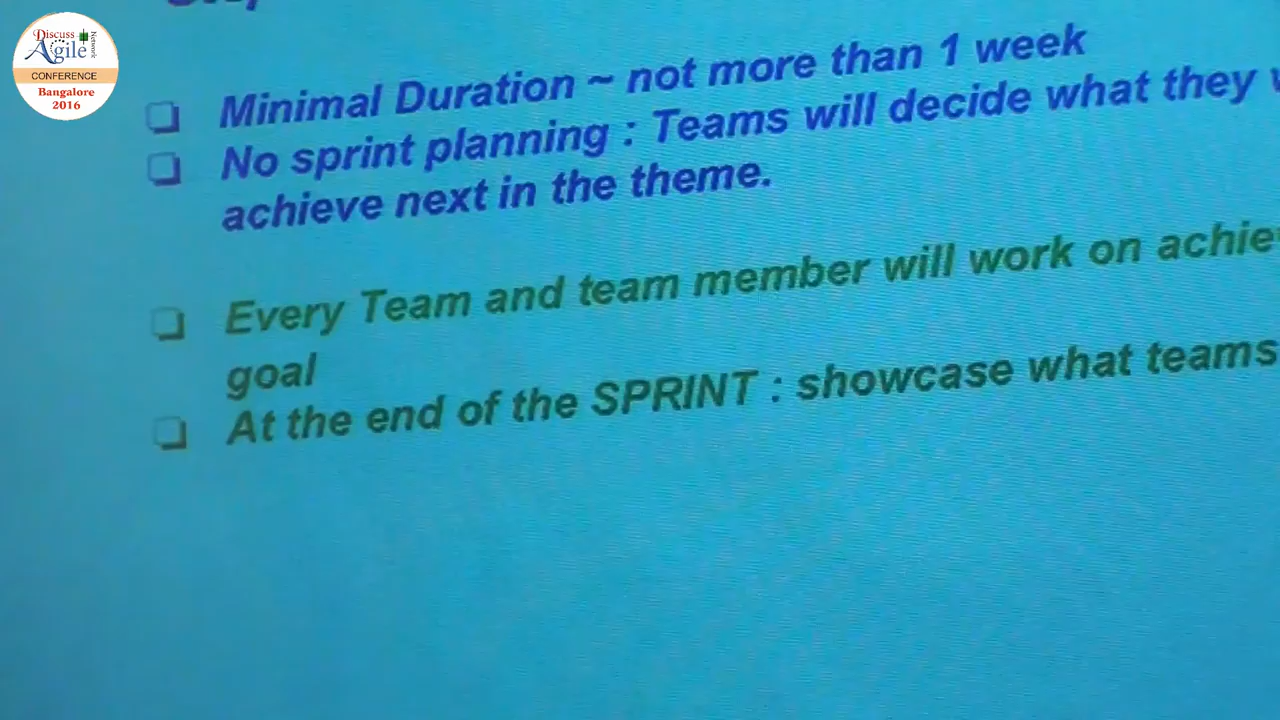 Discuss
Agile
Network
CONFERENCE
Bangalore
2016
Minimal Duration ~ not more than 1 week
No sprint planning : Teams will decide what they
achieve next in the theme.
Every Team and team member will work on
goal
At the end of the SPRINT : showcase what teams